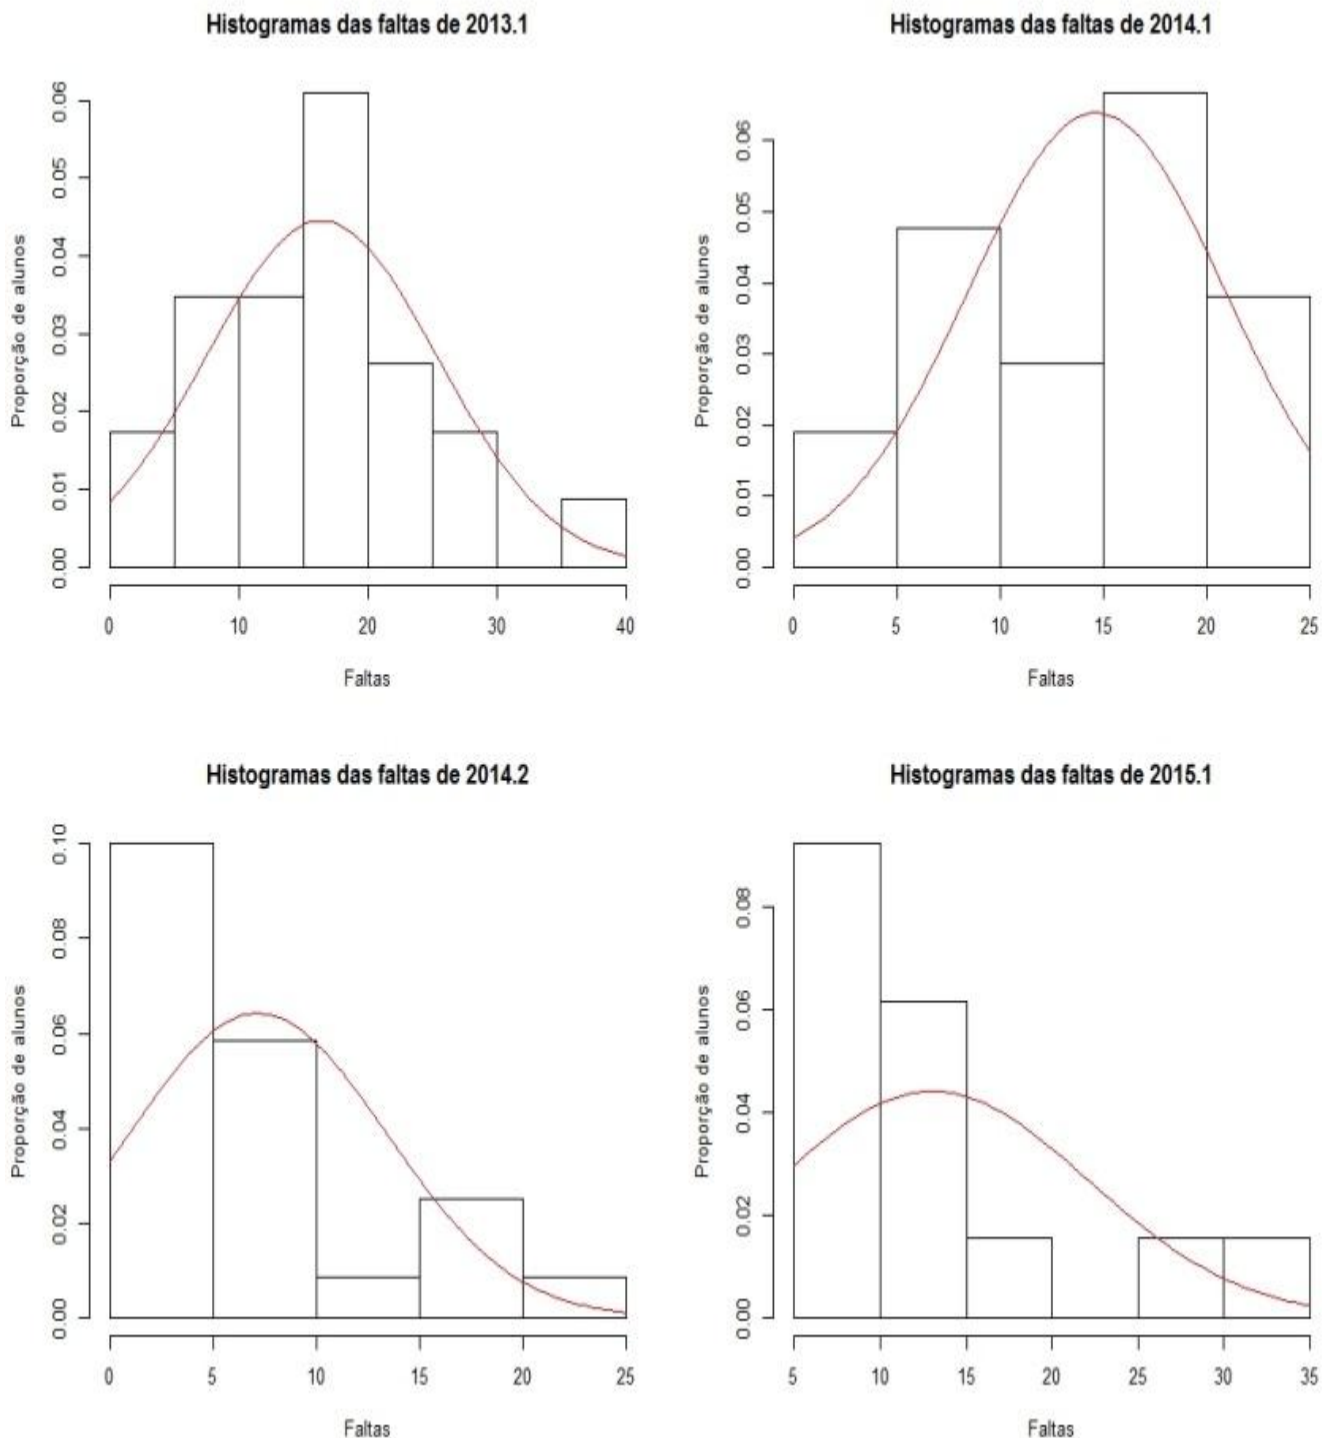 Histogramas das faltas de 2013.1
Proporção de alunos
0.06
0.05
0.04
0.03
0.02
0.01
0.00
0 10 20 30 40
Faltas
Histogramas das faltas de 2014.1
Proporção de alunos
0.06
0.05
0.04
0.03
0.02
0.01
0.00
0 5 10 15 20 25
Faltas
Histogramas das faltas de 2014.2
Proporção de alunos
0.10
0.08
0.06
0.04
0.02
0.00
0 5 10 15 20 25
Faltas
Histogramas das faltas de 2015.1
Proporção de alunos
0.08
0.06
0.04
0.02
0.00
5 10 15 20 25 30 35
Faltas